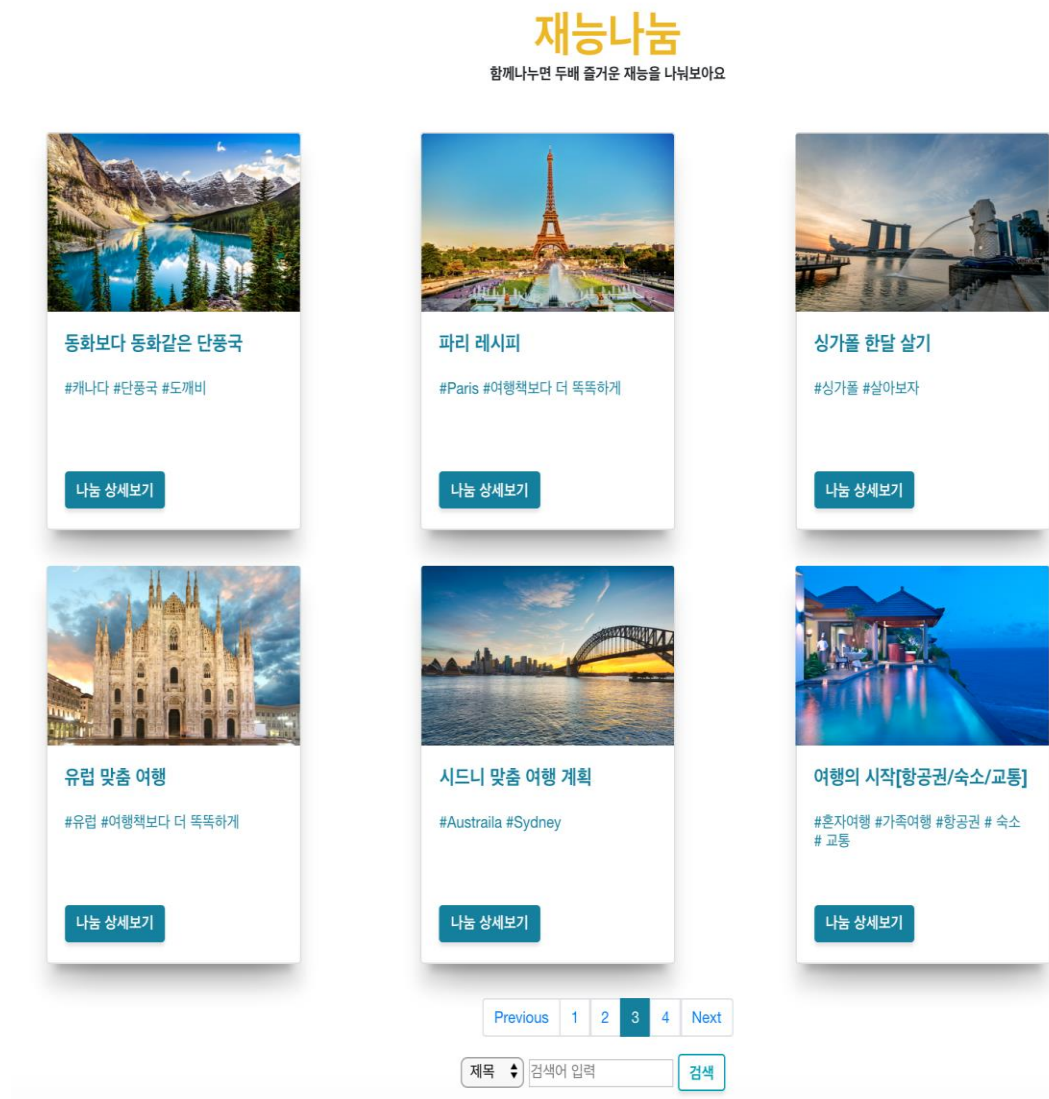 재능나눔
함께나누면 두배 즐거운 재능을 나눠보아요
동화보다 동화같은 단풍국
#캐나다 #단풍국 #도깨비
나눔 상세보기
파리 레시피
#Paris #여행책보다 더 똑똑하게
나눔 상세보기
싱가폴 한달 살기
#싱가폴 #살아보자
나눔 상세보기
유럽 맞춤 여행
#유럽 #여행책보다 더 똑똑하게
나눔 상세보기
시드니 맞춤 여행 계획
#Austraila #Sydney
나눔 상세보기
여행의 시작[항공권/숙소/교통]
#혼자여행 #가족여행 #항공권 # 숙소
# 교통
나눔 상세보기
Previous 1 2 3 4 Next
제목 검색어 입력 검색